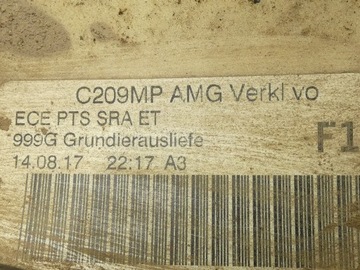 C209MP AMG Verkl vo
ECE PTS SRA ET
999G Grundierausliefe
F1
14.08.17 22:17 A3